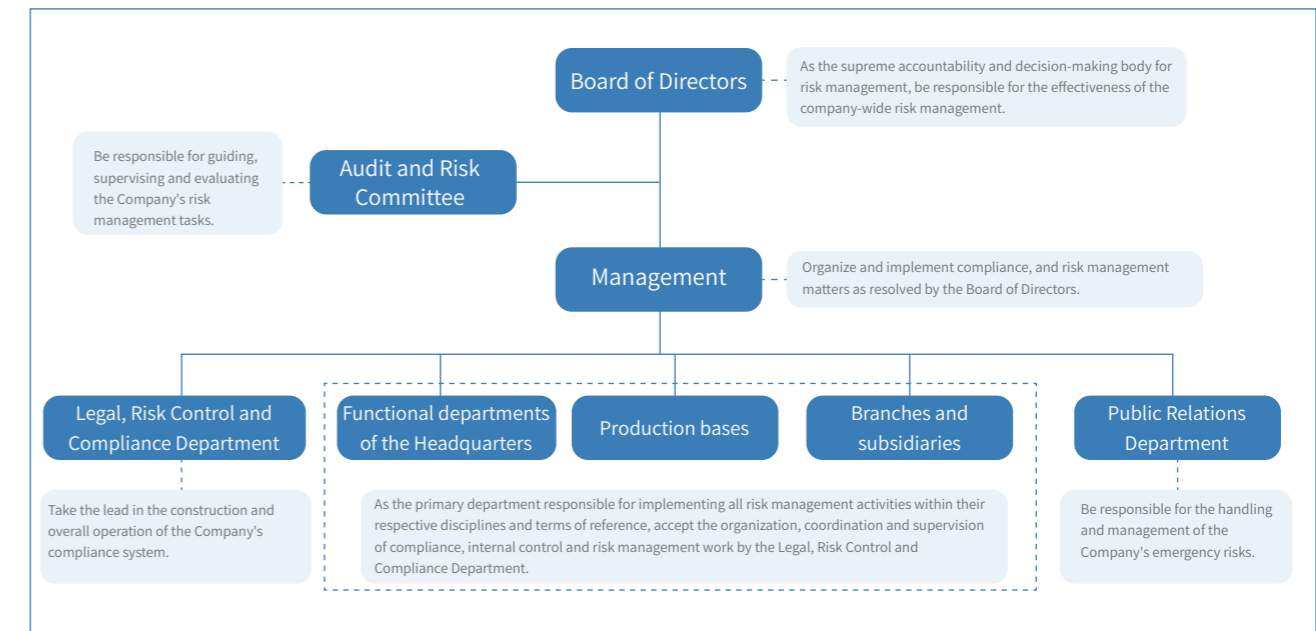 Board of Directors
As the supreme accountability and decision-making body for
risk management, be responsible for the effectiveness of the
company-wide risk management.
Be responsible for guiding,
supervising and evaluating
the Company's risk
management tasks.
Audit and Risk
Committee
Management
Organize and implement compliance, and risk management
matters as resolved by the Board of Directors.
Legal, Risk Control and
Compliance Department
Functional departments
of the Headquarters
Production bases
Branches and
subsidiaries
Public Relations
Department
Take the lead in the construction and
overall operation of the Company's
compliance system.
As the primary department responsible for implementing all risk management activities within their
respective disciplines and terms of reference, accept the organization, coordination and supervision
of compliance, internal control and risk management work by the Legal, Risk Control and
Compliance Department.
Be responsible for the handling
and management of the
Company's emergency risks.